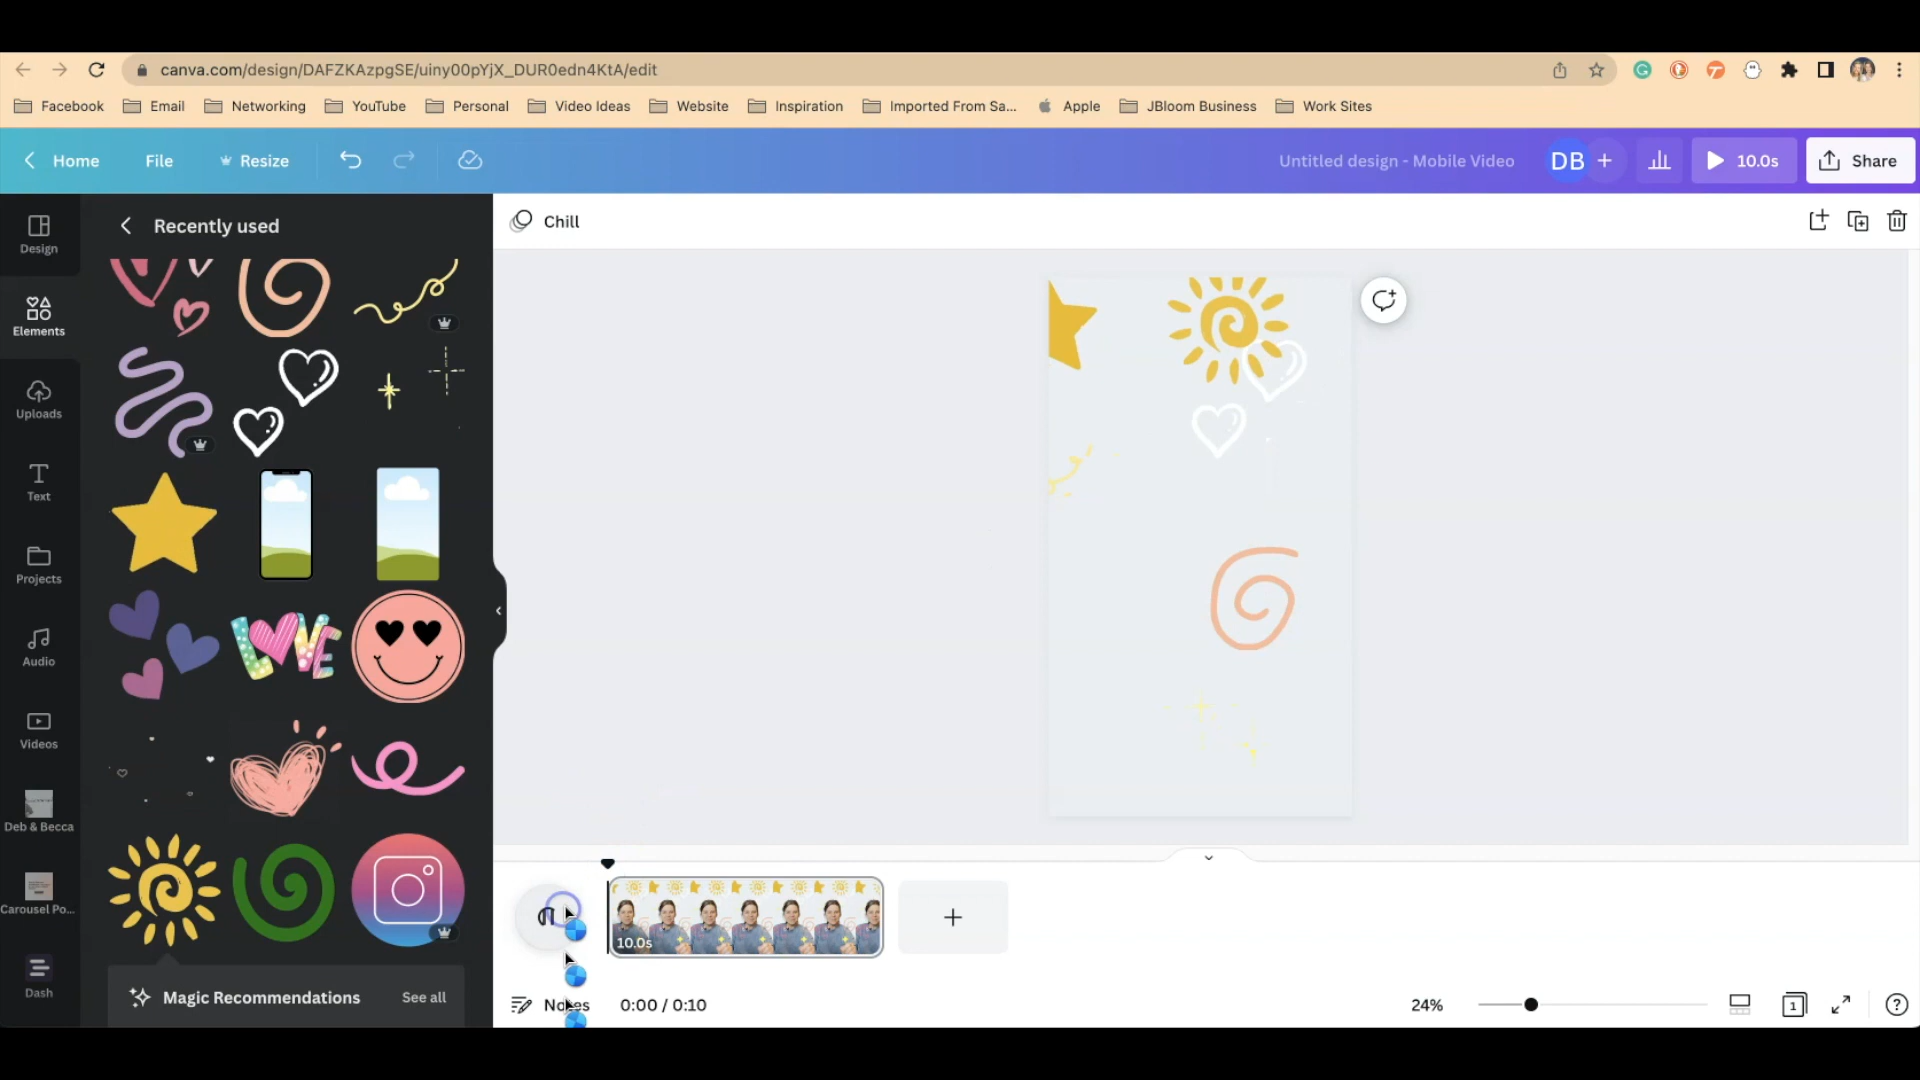 canva.com/design/DAFZKAzpgSE/uiny00pYjX_DUR0edn4KtA/edit
Facebook Email Networking YouTube Personal Video Ideas Website Inspiration Imported From Sa... Apple JBloom Business Work Sites
Home File Resize Untitled design - Mobile Video DB + 10.0s Share
Design
Elements
Uploads
Text
Projects
Audio
Videos
Deb & Becca
Carousel Po...
Dash
Recently used
LOVE
Magic Recommendations See all
Chill
10.0s
Notes 0:00 / 0:10 24% 1